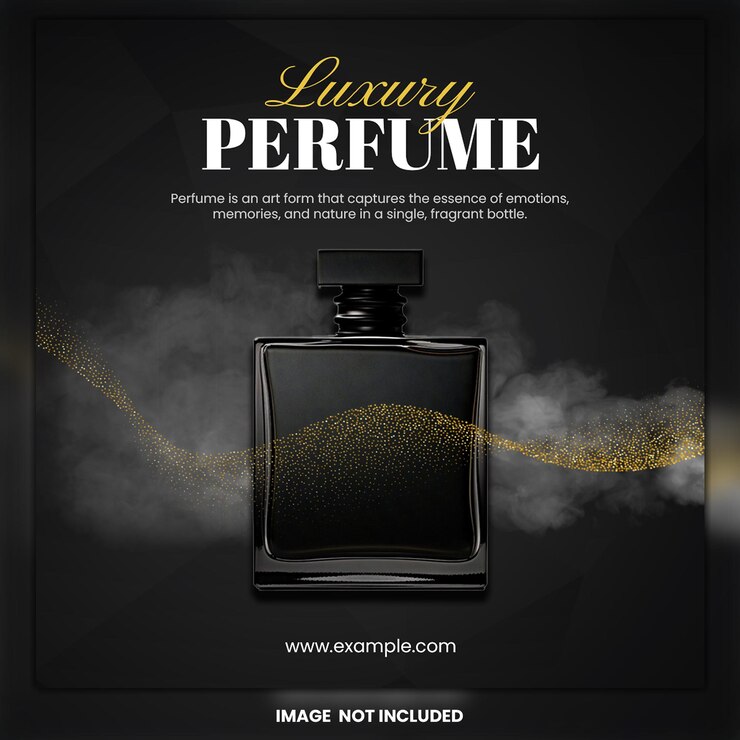 Luxury
PERFUME
Perfume is an art form that captures the essence of emotions,
memories, and nature in a single, fragrant bottle.
www.example.com
IMAGE NOT INCLUDED